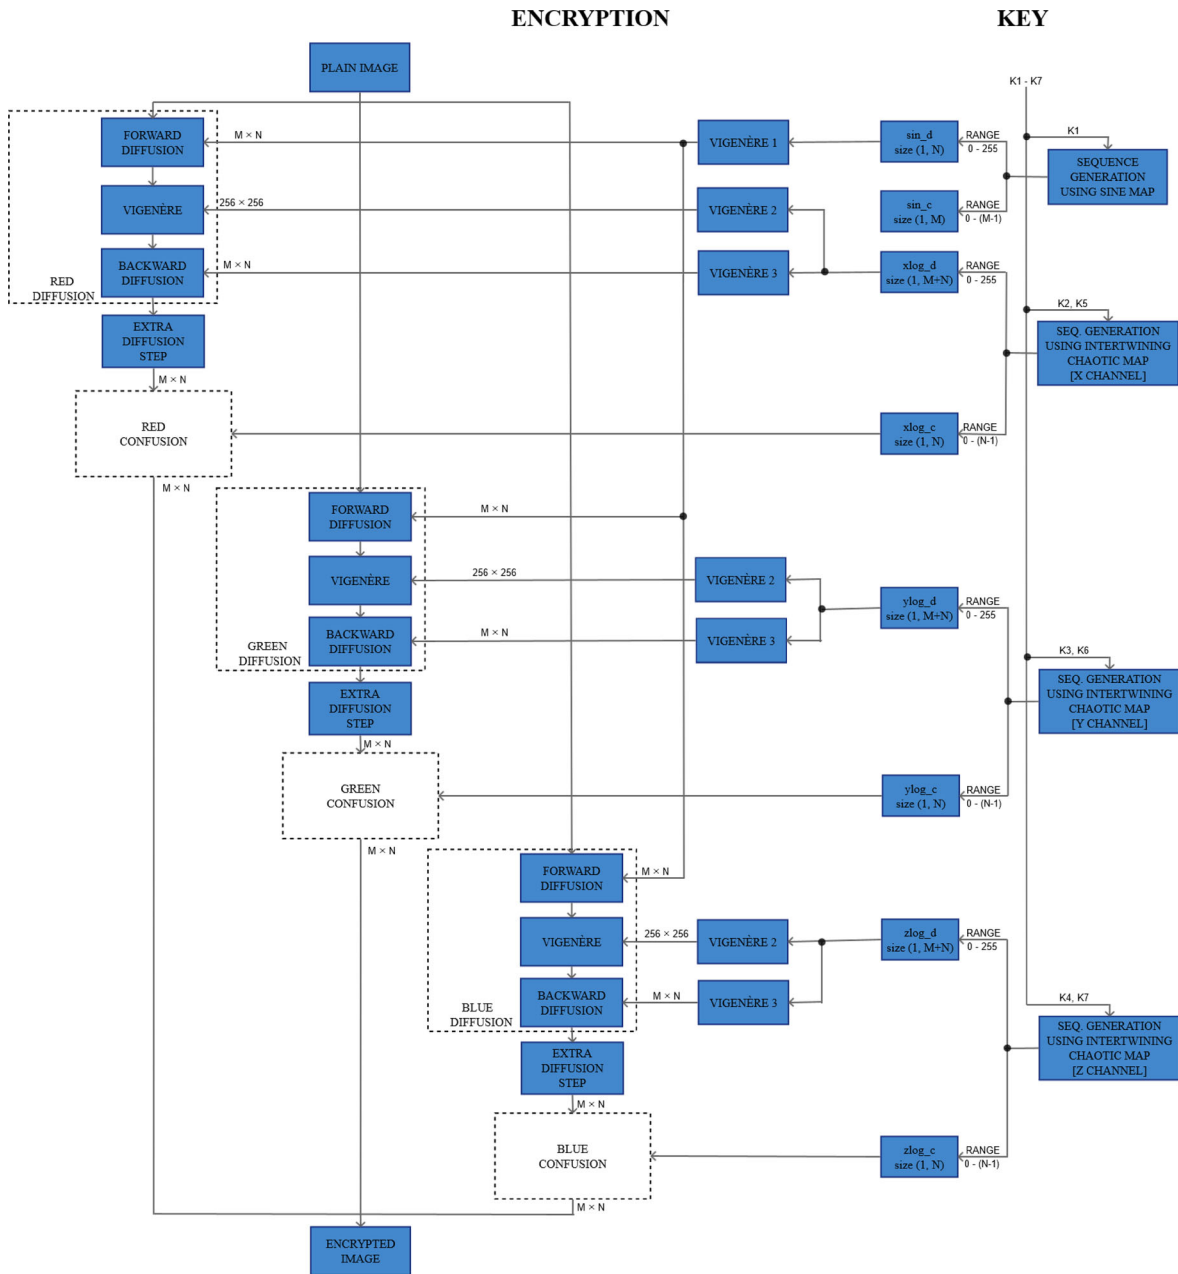 ENCRYPTION
KEY
PLAIN IMAGE
K1 - K7
FORWARD
DIFFUSION
M × N
VIGENÈRE 1
sin_d
size (1, N)
RANGE
0 - 255
K1
SEQUENCE
GENERATION
USING SINE MAP
VIGENÈRE
256 × 256
VIGENÈRE 2
sin_c
size (1, M)
RANGE
0 - (M-1)
BACKWARD
DIFFUSION
M × N
VIGENÈRE 3
xlog_d
size (1, M+N)
RANGE
0 - 255
RED
DIFFUSION
K2, K5
SEQ. GENERATION
USING INTERTWINING
CHAOTIC MAP
[X CHANNEL]
EXTRA
DIFFUSION
STEP
M × N
RED
CONFUSION
xlog_c
size (1, N)
RANGE
0 - (N-1)
M × N
FORWARD
DIFFUSION
M × N
VIGENÈRE
256 × 256
VIGENÈRE 2
ylog_d
size (1, M+N)
RANGE
0 - 255
BACKWARD
DIFFUSION
M × N
VIGENÈRE 3
GREEN
DIFFUSION
K3, K6
SEQ. GENERATION
USING INTERTWINING
CHAOTIC MAP
[Y CHANNEL]
EXTRA
DIFFUSION
STEP
M × N
GREEN
CONFUSION
ylog_c
size (1, N)
RANGE
0 - (N-1)
M × N
FORWARD
DIFFUSION
M × N
VIGENÈRE
256 × 256
VIGENÈRE 2
zlog_d
size (1, M+N)
RANGE
0 - 255
BACKWARD
DIFFUSION
M × N
VIGENÈRE 3
BLUE
DIFFUSION
K4, K7
SEQ. GENERATION
USING INTERTWINING
CHAOTIC MAP
[Z CHANNEL]
EXTRA
DIFFUSION
STEP
M × N
BLUE
CONFUSION
zlog_c
size (1, N)
RANGE
0 - (N-1)
M × N
ENCRYPTED
IMAGE